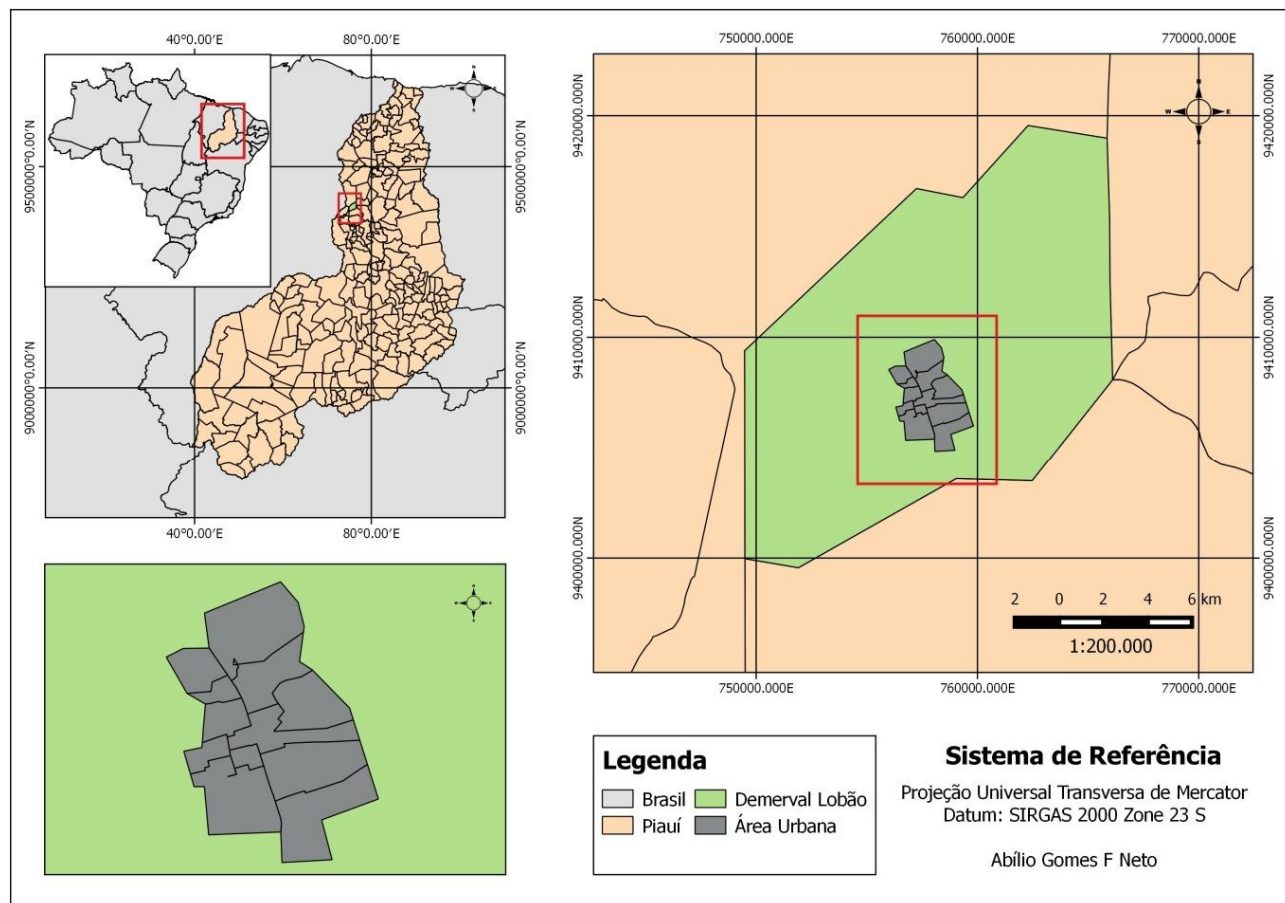 40°0.00′E 80°0.00′E
9500000°0.00′N 9500000°0.00′N
9000000°0.00′N 9000000°0.00′N
40°0.00′E 80°0.00′E
750000.000E 760000.000E 770000.000E
9420000.000N 9420000.000N
9410000.000N 9410000.000N
9400000.000N 9400000.000N
W E
S
2 0 2 4 6 km
1:200.000
750000.000E 760000.000E 770000.000E
Legenda
Brasil Demerval Lobão
Piauí Área Urbana
Sistema de Referência
Projeção Universal Transversa de Mercator
Datum: SIRGAS 2000 Zone 23 S
Abílio Gomes F Neto